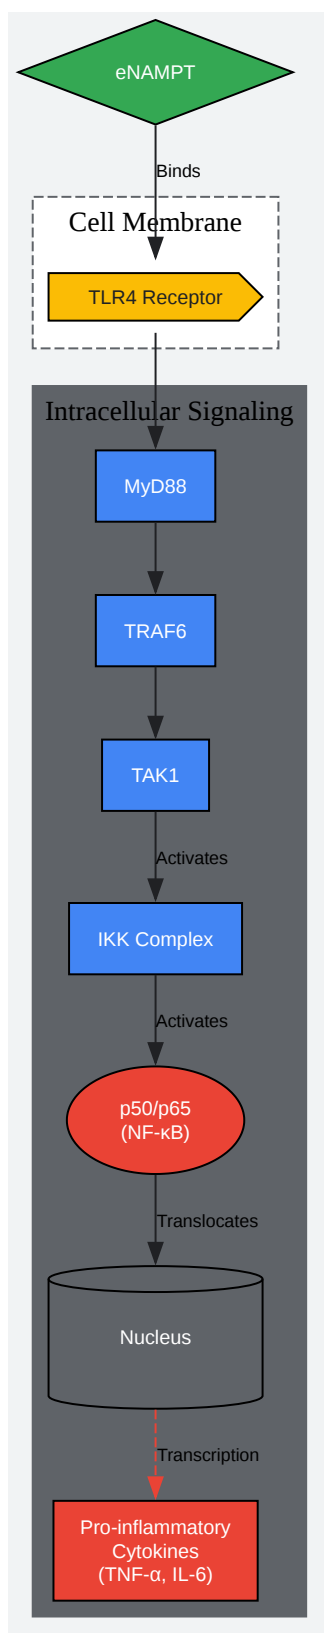 eNAMPT
Binds
Cell Membrane
TLR4 Receptor
Intracellular Signaling
MyD88
TRAF6
TAK1
Activates
IKK Complex
Activates
p50/p65
(NF-κB)
Translocates
Nucleus
Transcription
Pro-inflammatory
Cytokines
(TNF-α, IL-6)